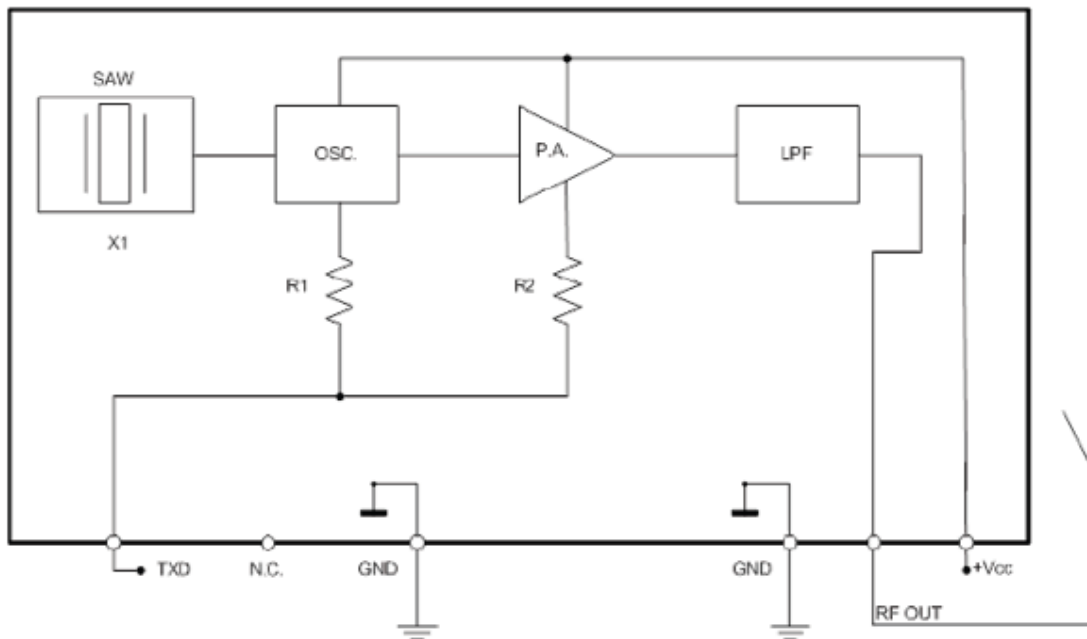 SAW
OSC.
P.A.
LPF
X1
R1
R2
TXD
N.C.
GND
GND
+Vcc
RF OUT